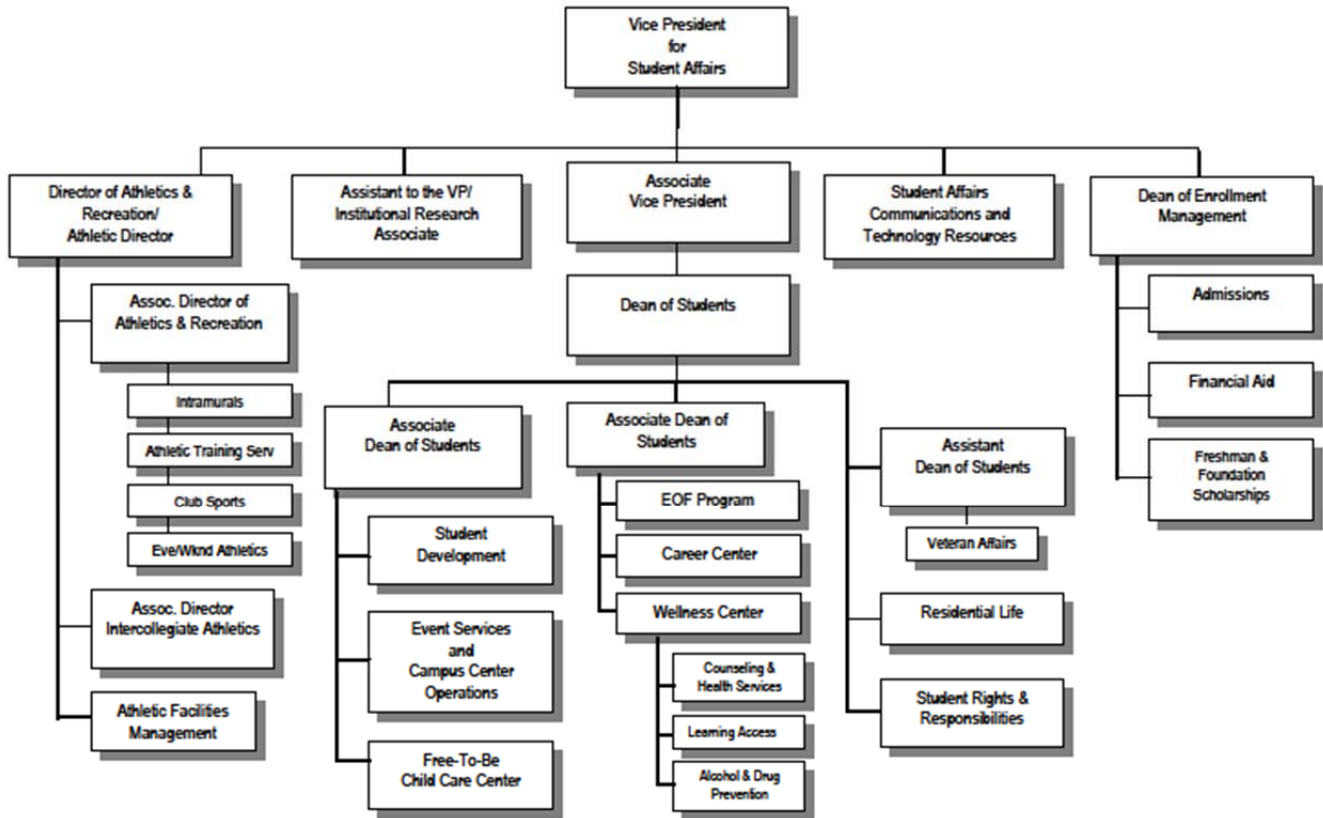 Vice President
for
Student Affairs
Director of Athletics &
Recreation/
Athletic Director
Assistant to the VP/
Institutional Research
Associate
Associate
Vice President
Student Affairs
Communications and
Technology Resources
Dean of Enrollment
Management
Assoc. Director of
Athletics & Recreation
Intramurals
Athletic Training Serv
Club Sports
Eve/Wknd Athletics
Assoc. Director
Intercollegiate Athletics
Athletic Facilities
Management
Dean of Students
Associate
Dean of Students
Student
Development
Event Services
and
Campus Center
Operations
Free-To-Be
Child Care Center
Associate Dean of
Students
EOF Program
Career Center
Wellness Center
Counseling &
Health Services
Learning Access
Alcohol & Drug
Prevention
Assistant
Dean of Students
Veteran Affairs
Residential Life
Student Rights &
Responsibilities
Admissions
Financial Aid
Freshman &
Foundation
Scholarships